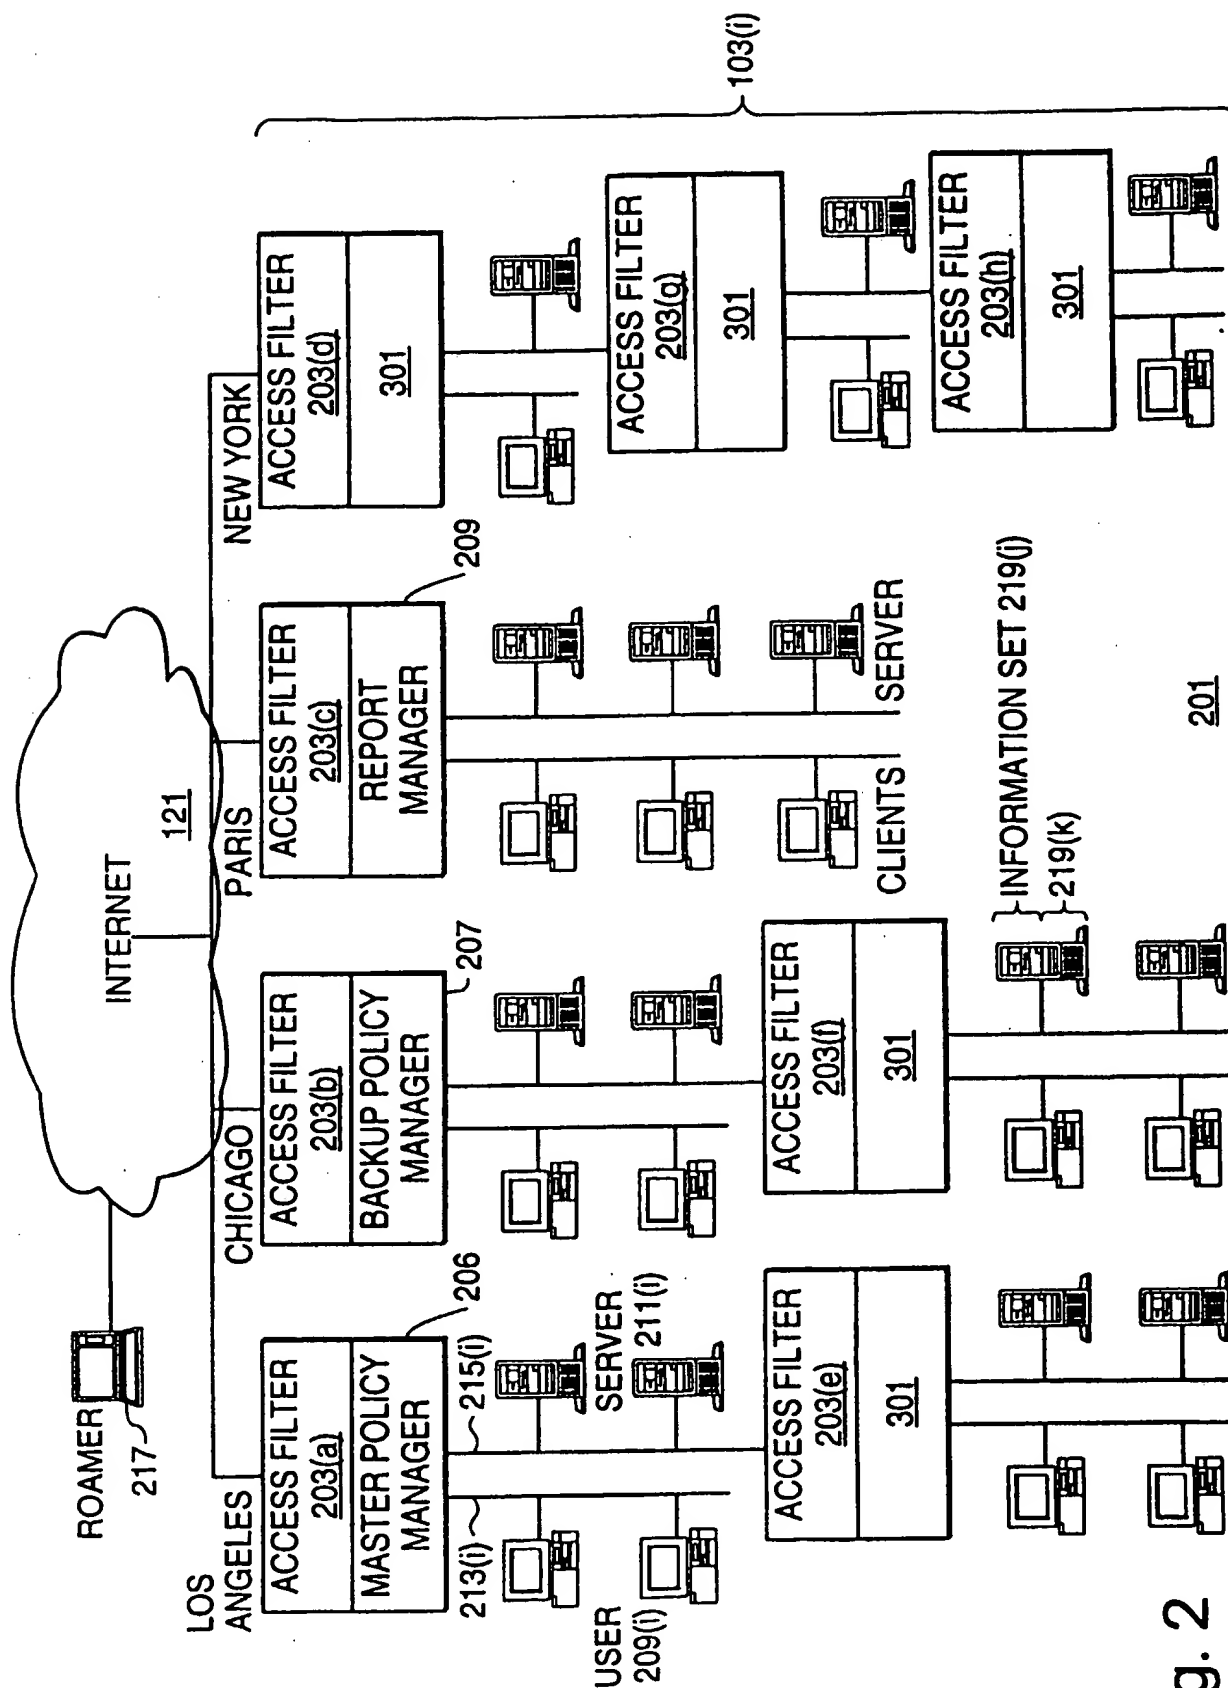 ROAMER
217
INTERNET
121
LOS
ANGELES
CHICAGO
PARIS
NEW YORK
ACCESS FILTER
203(a)
MASTER POLICY
MANAGER
206
ACCESS FILTER
203(b)
BACKUP POLICY
MANAGER
207
ACCESS FILTER
203(c)
REPORT
MANAGER
209
ACCESS FILTER
203(d)
301
103(i)
213(i)
215(i)
USER
209(i)
SERVER
211(i)
CLIENTS
SERVER
ACCESS FILTER
203(g)
301
ACCESS FILTER
203(e)
301
ACCESS FILTER
203(f)
301
ACCESS FILTER
203(h)
301
INFORMATION SET 219(j)
219(k)
201
g. 2